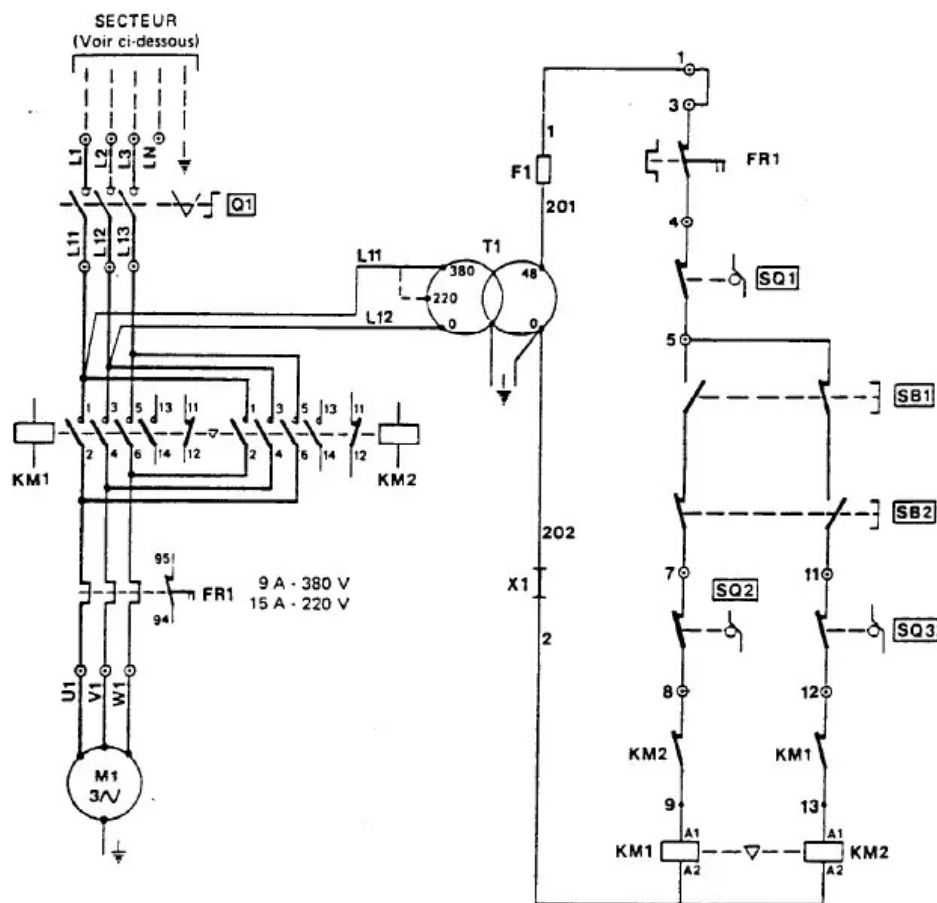 SECTEUR
(Voir ci-dessous)
L1 L2 L3 LN
Q1
L11 L12 L13
1
3
1
F1
FR1
201
4
T1
L11
380 48
220
SQ1
L12
0 0
5
1 3 5 13 11 1 3 5 13 11
SB1
2 4 6 14 12 2 4 6 14 12
KM1 KM2
SB2
202
95
9 A - 380 V
FR1
15 A - 220 V
94
X1
7 11
SQ2
2
SQ3
U1 V1 W1
8 12
KM2 KM1
M1
3
9 13
A1 A1
KM1 KM2
A2 A2